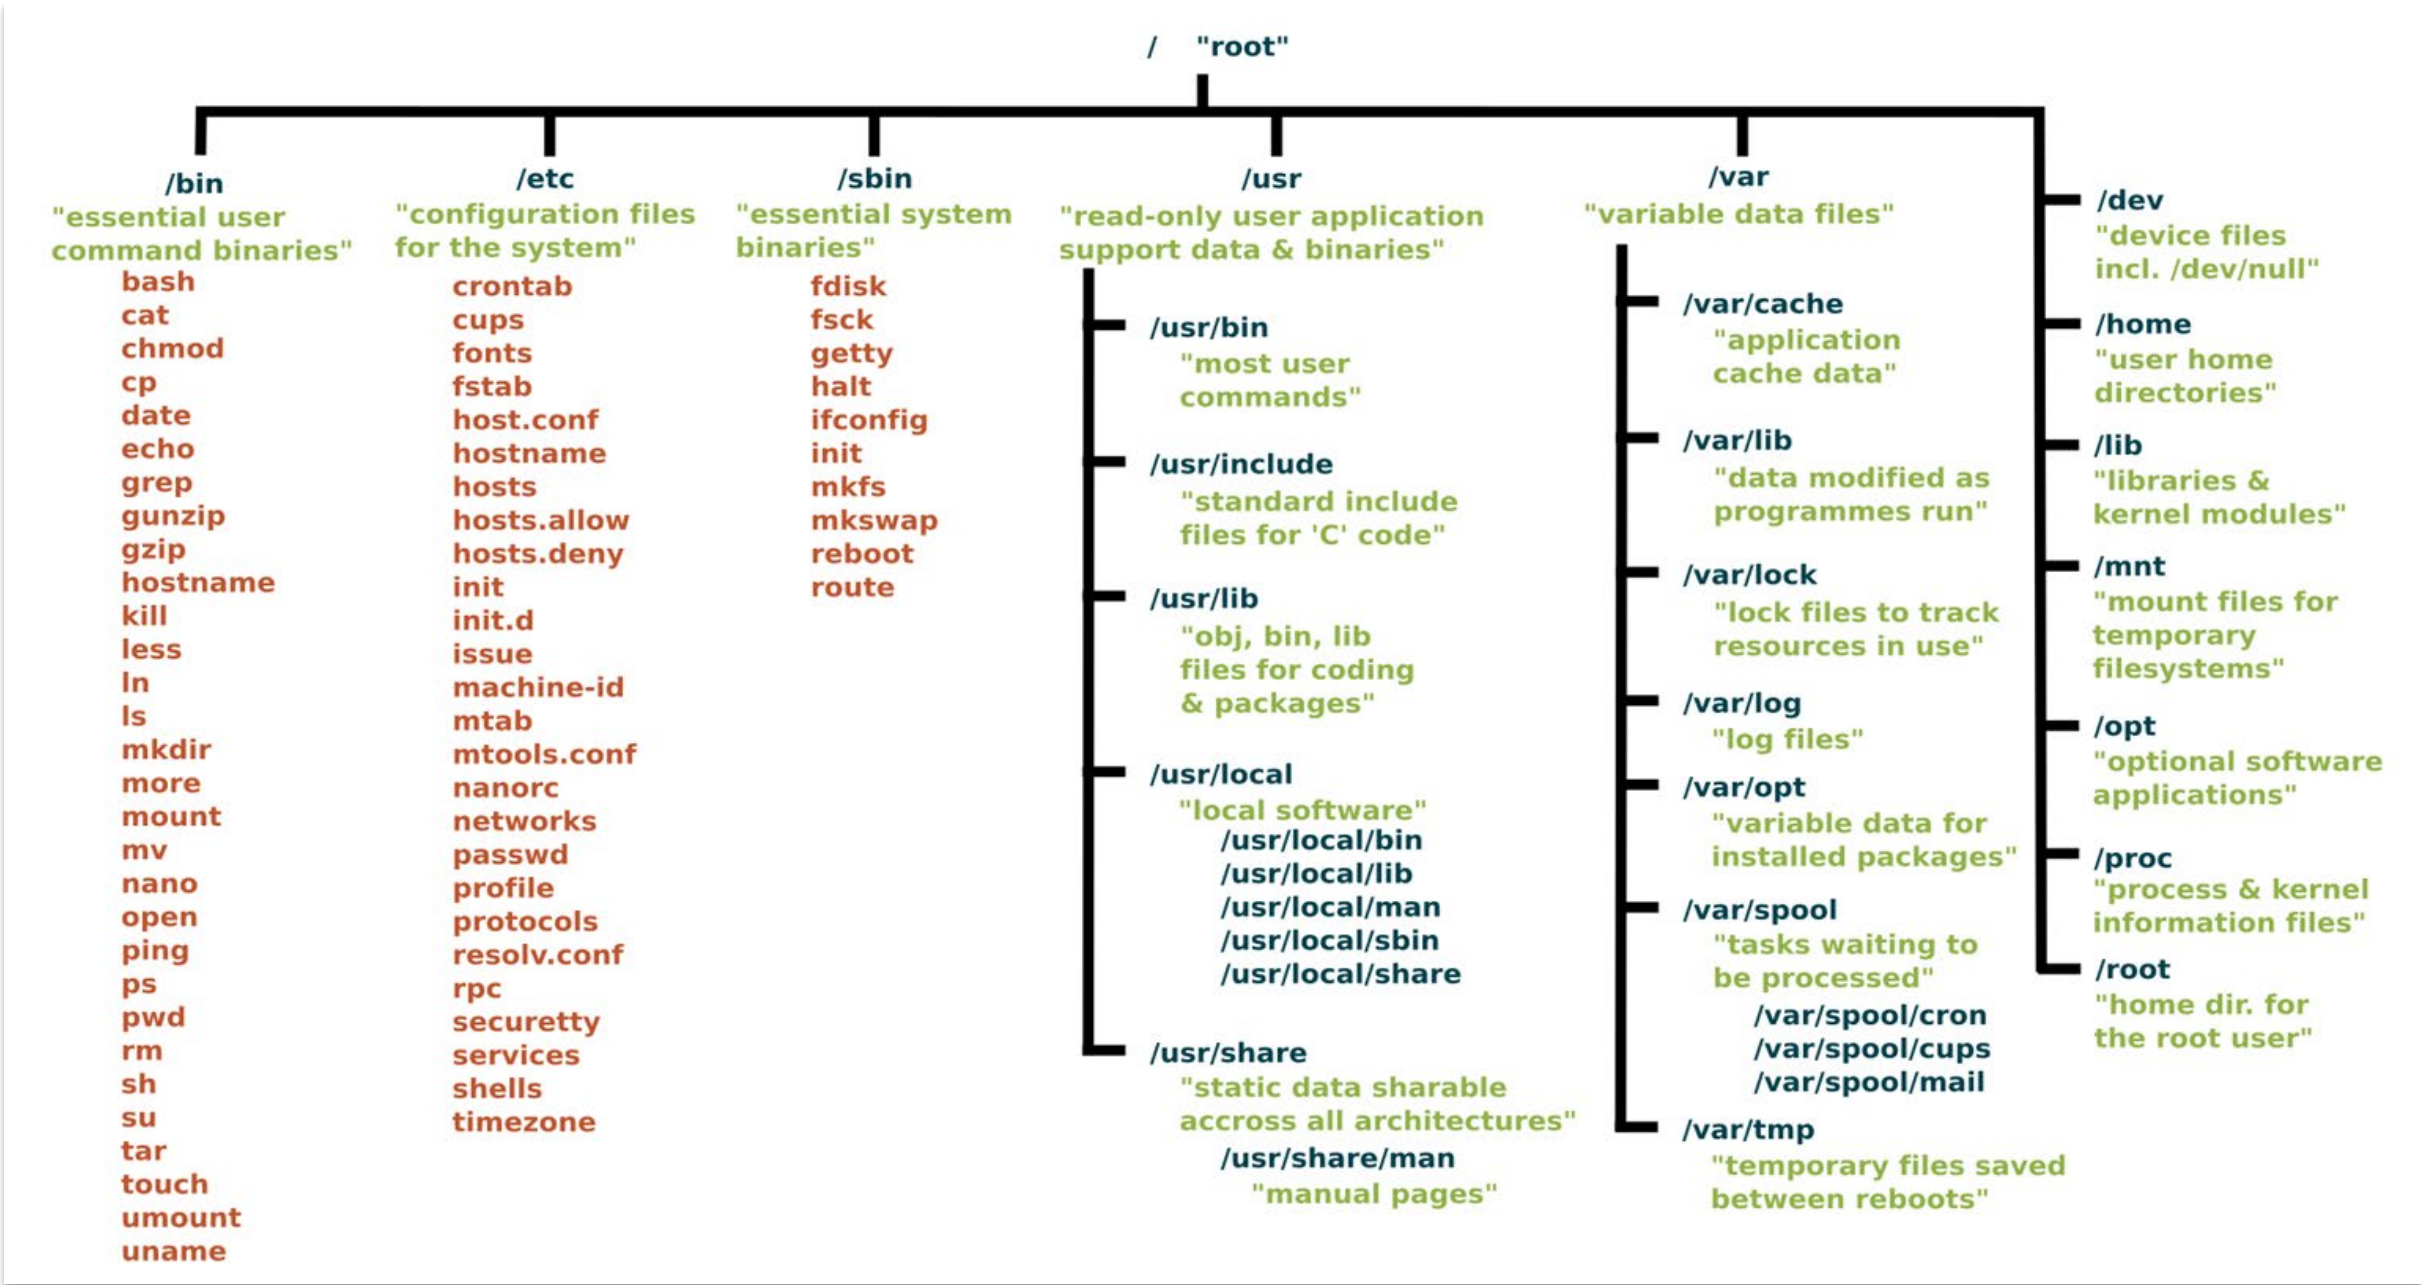 / "root"
/bin
"essential user
command binaries"
bash
cat
chmod
cp
date
echo
grep
gunzip
gzip
hostname
kill
less
ln
ls
mkdir
more
mount
mv
nano
open
ping
ps
pwd
rm
sh
su
tar
touch
umount
uname
/etc
"configuration files
for the system"
crontab
cups
fonts
fstab
host.conf
hostname
hosts
hosts.allow
hosts.deny
init
init.d
issue
machine-id
mtab
mtools.conf
nanorc
networks
passwd
profile
protocols
resolv.conf
rpc
securetty
services
shells
timezone
/sbin
"essential system
binaries"
fdisk
fsck
getty
halt
ifconfig
init
mkfs
mkswap
reboot
route
/usr
"read-only user application
support data & binaries"
/usr/bin
"most user
commands"
/usr/include
"standard include
files for 'C' code"
/usr/lib
"obj, bin, lib
files for coding
& packages"
/usr/local
"local software"
/usr/local/bin
/usr/local/lib
/usr/local/man
/usr/local/sbin
/usr/local/share
/usr/share
"static data sharable
accross all architectures"
/usr/share/man
"manual pages"
/var
"variable data files"
/var/cache
"application
cache data"
/var/lib
"data modified as
programmes run"
/var/lock
"lock files to track
resources in use"
/var/log
"log files"
/var/opt
"variable data for
installed packages"
/var/spool
"tasks waiting to
be processed"
/var/spool/cron
/var/spool/cups
/var/spool/mail
/var/tmp
"temporary files saved
between reboots"
/dev
"device files
incl. /dev/null"
/home
"user home
directories"
/lib
"libraries &
kernel modules"
/mnt
"mount files for
temporary
filesystems"
/opt
"optional software
applications"
/proc
"process & kernel
information files"
/root
"home dir. for
the root user"